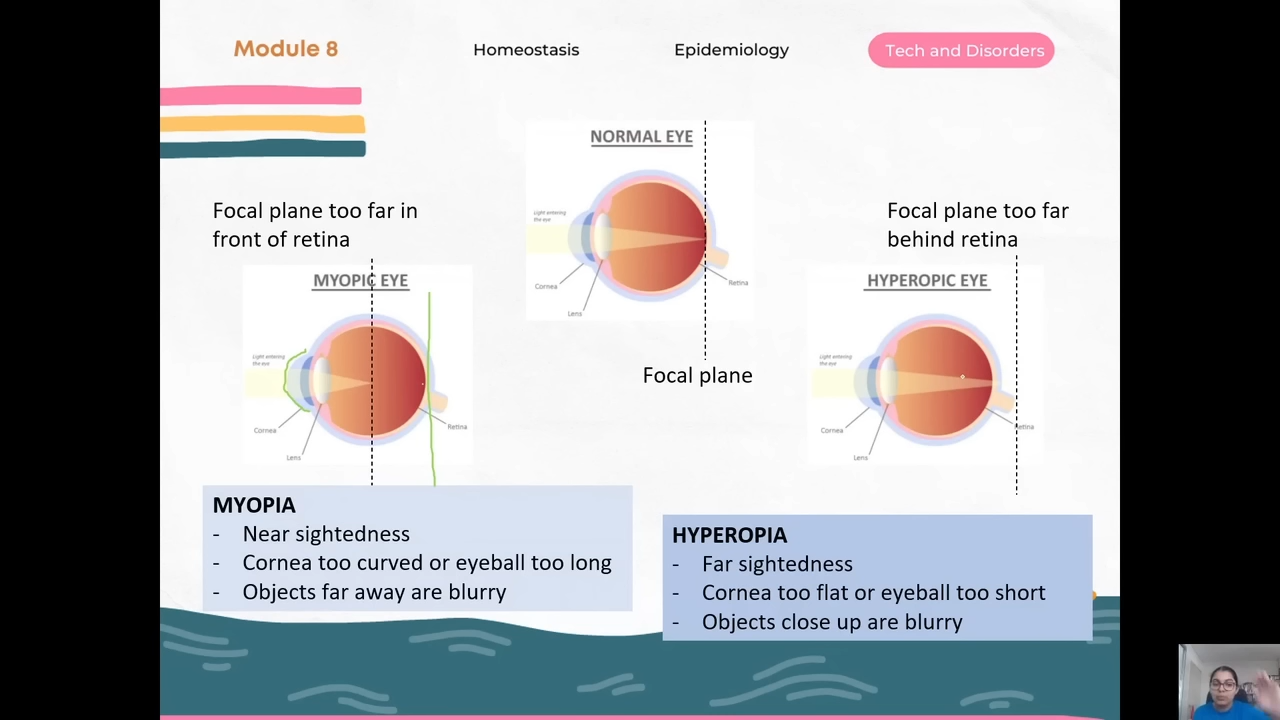 Module 8
Homeostasis
Epidemiology
Tech and Disorders
NORMAL EYE
Light entering
the eye
Cornea
Lens
Retina
Focal plane
Focal plane too far in
front of retina
MYOPIC EYE
Light entering
the eye
Cornea
Lens
Retina
Focal plane too far
behind retina
HYPEROPIC EYE
Light entering
the eye
Cornea
Lens
Retina
MYOPIA
- Near sightedness
- Cornea too curved or eyeball too long
- Objects far away are blurry
HYPEROPIA
- Far sightedness
- Cornea too flat or eyeball too short
- Objects close up are blurry